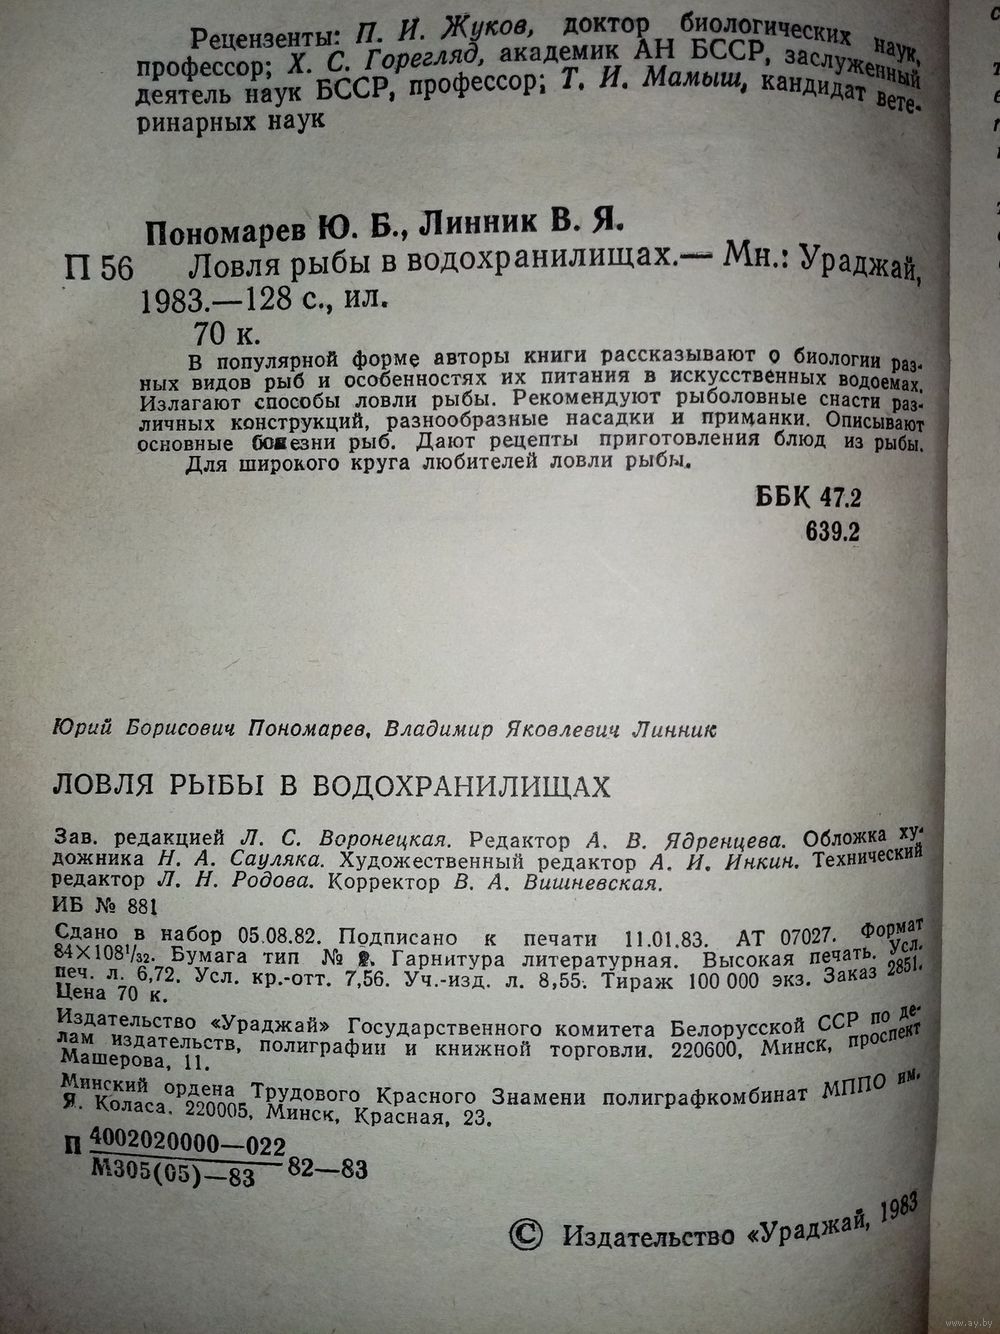 Рецензенты: П. И. Жуков, доктор биологических наук,
профессор; Х. С. Горегляд, академик АН БССР, заслуженный
деятель наук БССР, профессор; Т. И. Мамыш, кандидат вете-
ринарных наук
Пономарев Ю. Б., Линник В. Я.
П 56 Ловля рыбы в водохранилищах.— Мн.: Ураджай,
1983.—128 с., ил.
70 к.
В популярной форме авторы книги рассказывают о биологии раз-
ных видов рыб и особенностях их питания в искусственных водоемах.
Излагают способы ловли рыбы. Рекомендуют рыболовные снасти раз-
личных конструкций, разнообразные насадки и приманки. Описывают
основные болезни рыб. Дают рецепты приготовления блюд из рыбы.
Для широкого круга любителей ловли рыбы.
ББК 47.2
639.2
Юрий Борисович Пономарев, Владимир Яковлевич Линник
ЛОВЛЯ РЫБЫ В ВОДОХРАНИЛИЩАХ
Зав. редакцией Л. С. Воронецкая. Редактор А. В. Ядренцева. Обложка ху-
дожника Н. А. Сауляка. Художественный редактор А. И. Инкин. Технический
редактор Л. Н. Родова. Корректор В. А. Вишневская.
ИБ № 881
Сдано в набор 05.08.82. Подписано к печати 11.01.83. АТ 07027. Формат
84×108¹/₃₂. Бумага тип № 2. Гарнитура литературная. Высокая печать. Усл.
печ. л. 6,72. Усл. кр.-отт. 7,56. Уч.-изд. л. 8,55. Тираж 100 000 экз. Заказ 2851.
Цена 70 к.
Издательство «Ураджай» Государственного комитета Белорусской ССР по де-
лам издательств, полиграфии и книжной торговли. 220600, Минск, проспект
Машерова, 11.
Минский ордена Трудового Красного Знамени полиграфкомбинат МППО им.
Я. Коласа. 220005, Минск, Красная, 23.
П 4002020000—022
М305(05)—83 82—83
© Издательство «Ураджай, 1983
www.ay.by